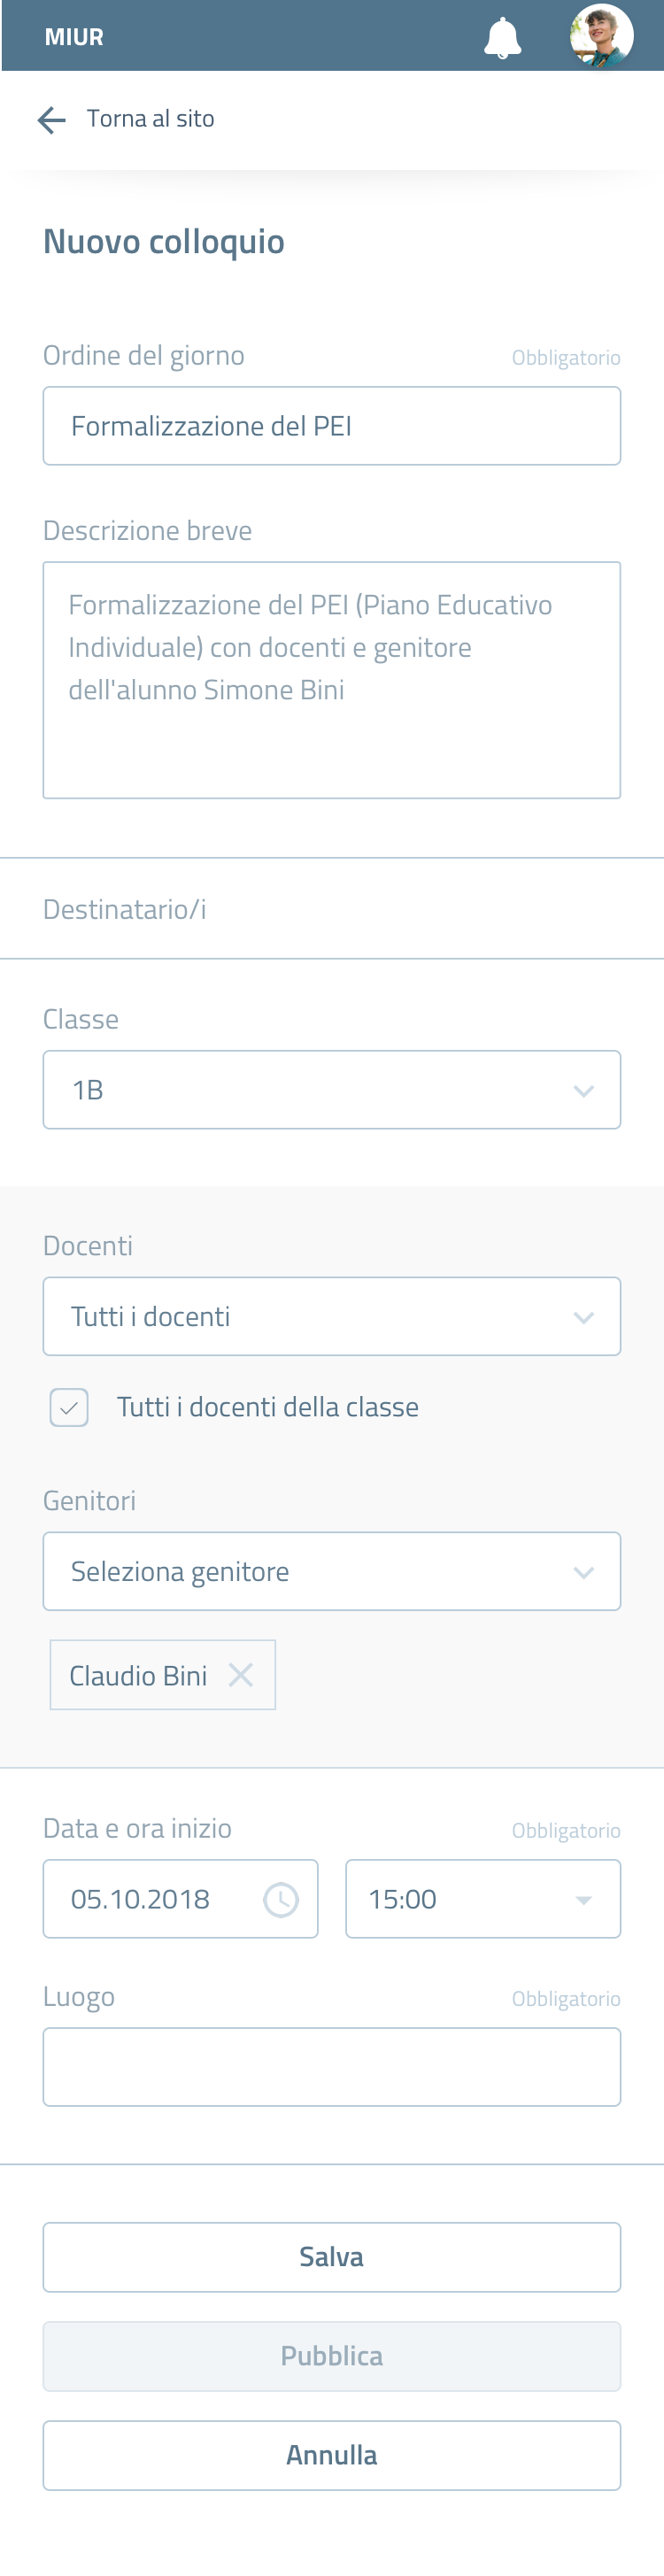 MIUR
Torna al sito
Nuovo colloquio
Ordine del giorno Obbligatorio
Formalizzazione del PEI
Descrizione breve
Formalizzazione del PEI (Piano Educativo
Individuale) con docenti e genitore
dell'alunno Simone Bini
Destinatario/i
Classe
1B
Docenti
Tutti i docenti
Tutti i docenti della classe
Genitori
Seleziona genitore
Claudio Bini
Data e ora inizio Obbligatorio
05.10.2018 15:00
Luogo Obbligatorio
Salva
Pubblica
Annulla